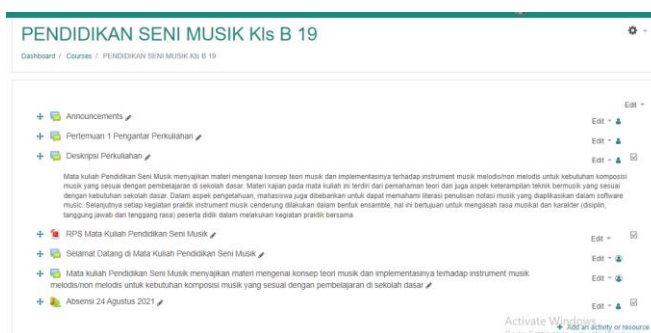 PENDIDIKAN SENI MUSIK Kls B 19
Dashboard / Courses / PENDIDIKAN SENI MUSIK Kls B 19
Edit
Announcements
Edit
Pertemuan 1 Pengantar Perkuliahan
Edit
Deskripsi Perkuliahan
Edit
Mata kuliah Pendidikan Seni Musik menyajikan materi mengenai konsep teori musik dan implementasinya terhadap instrument musik melodis/non melodis untuk kebutuhan komposisi
musik yang sesuai dengan pembelajaran di sekolah dasar. Materi kajian pada mata kuliah ini terdiri dari pemahaman teori dan juga aspek keterampilan teknik bermusik yang sesuai
dengan kebutuhan sekolah dasar. Dalam aspek pengetahuan, mahasiswa juga dibebankan untuk dapat memahami literasi penulisan notasi musik yang diaplikasikan dalam software
music. Selanjutnya setiap kegiatan praktik instrument musik cenderung dilakukan dalam bentuk ensamble, hal ini bertujuan untuk mengasah rasa musikal dan karakter (disiplin,
tanggung jawab dan tenggang rasa) peserta didik dalam melakukan kegiatan praktik bersama.
RPS Mata Kuliah Pendidikan Seni Musik
Edit
Selamat Datang di Mata Kuliah Pendidikan Seni Musik
Edit
Mata kuliah Pendidikan Seni Musik menyajikan materi mengenai konsep teori musik dan implementasinya terhadap instrument musik
melodis/non melodis untuk kebutuhan komposisi musik yang sesuai dengan pembelajaran di sekolah dasar
Edit
Absensi 24 Agustus 2021
Edit
Activate Windows
Add an activity or resource